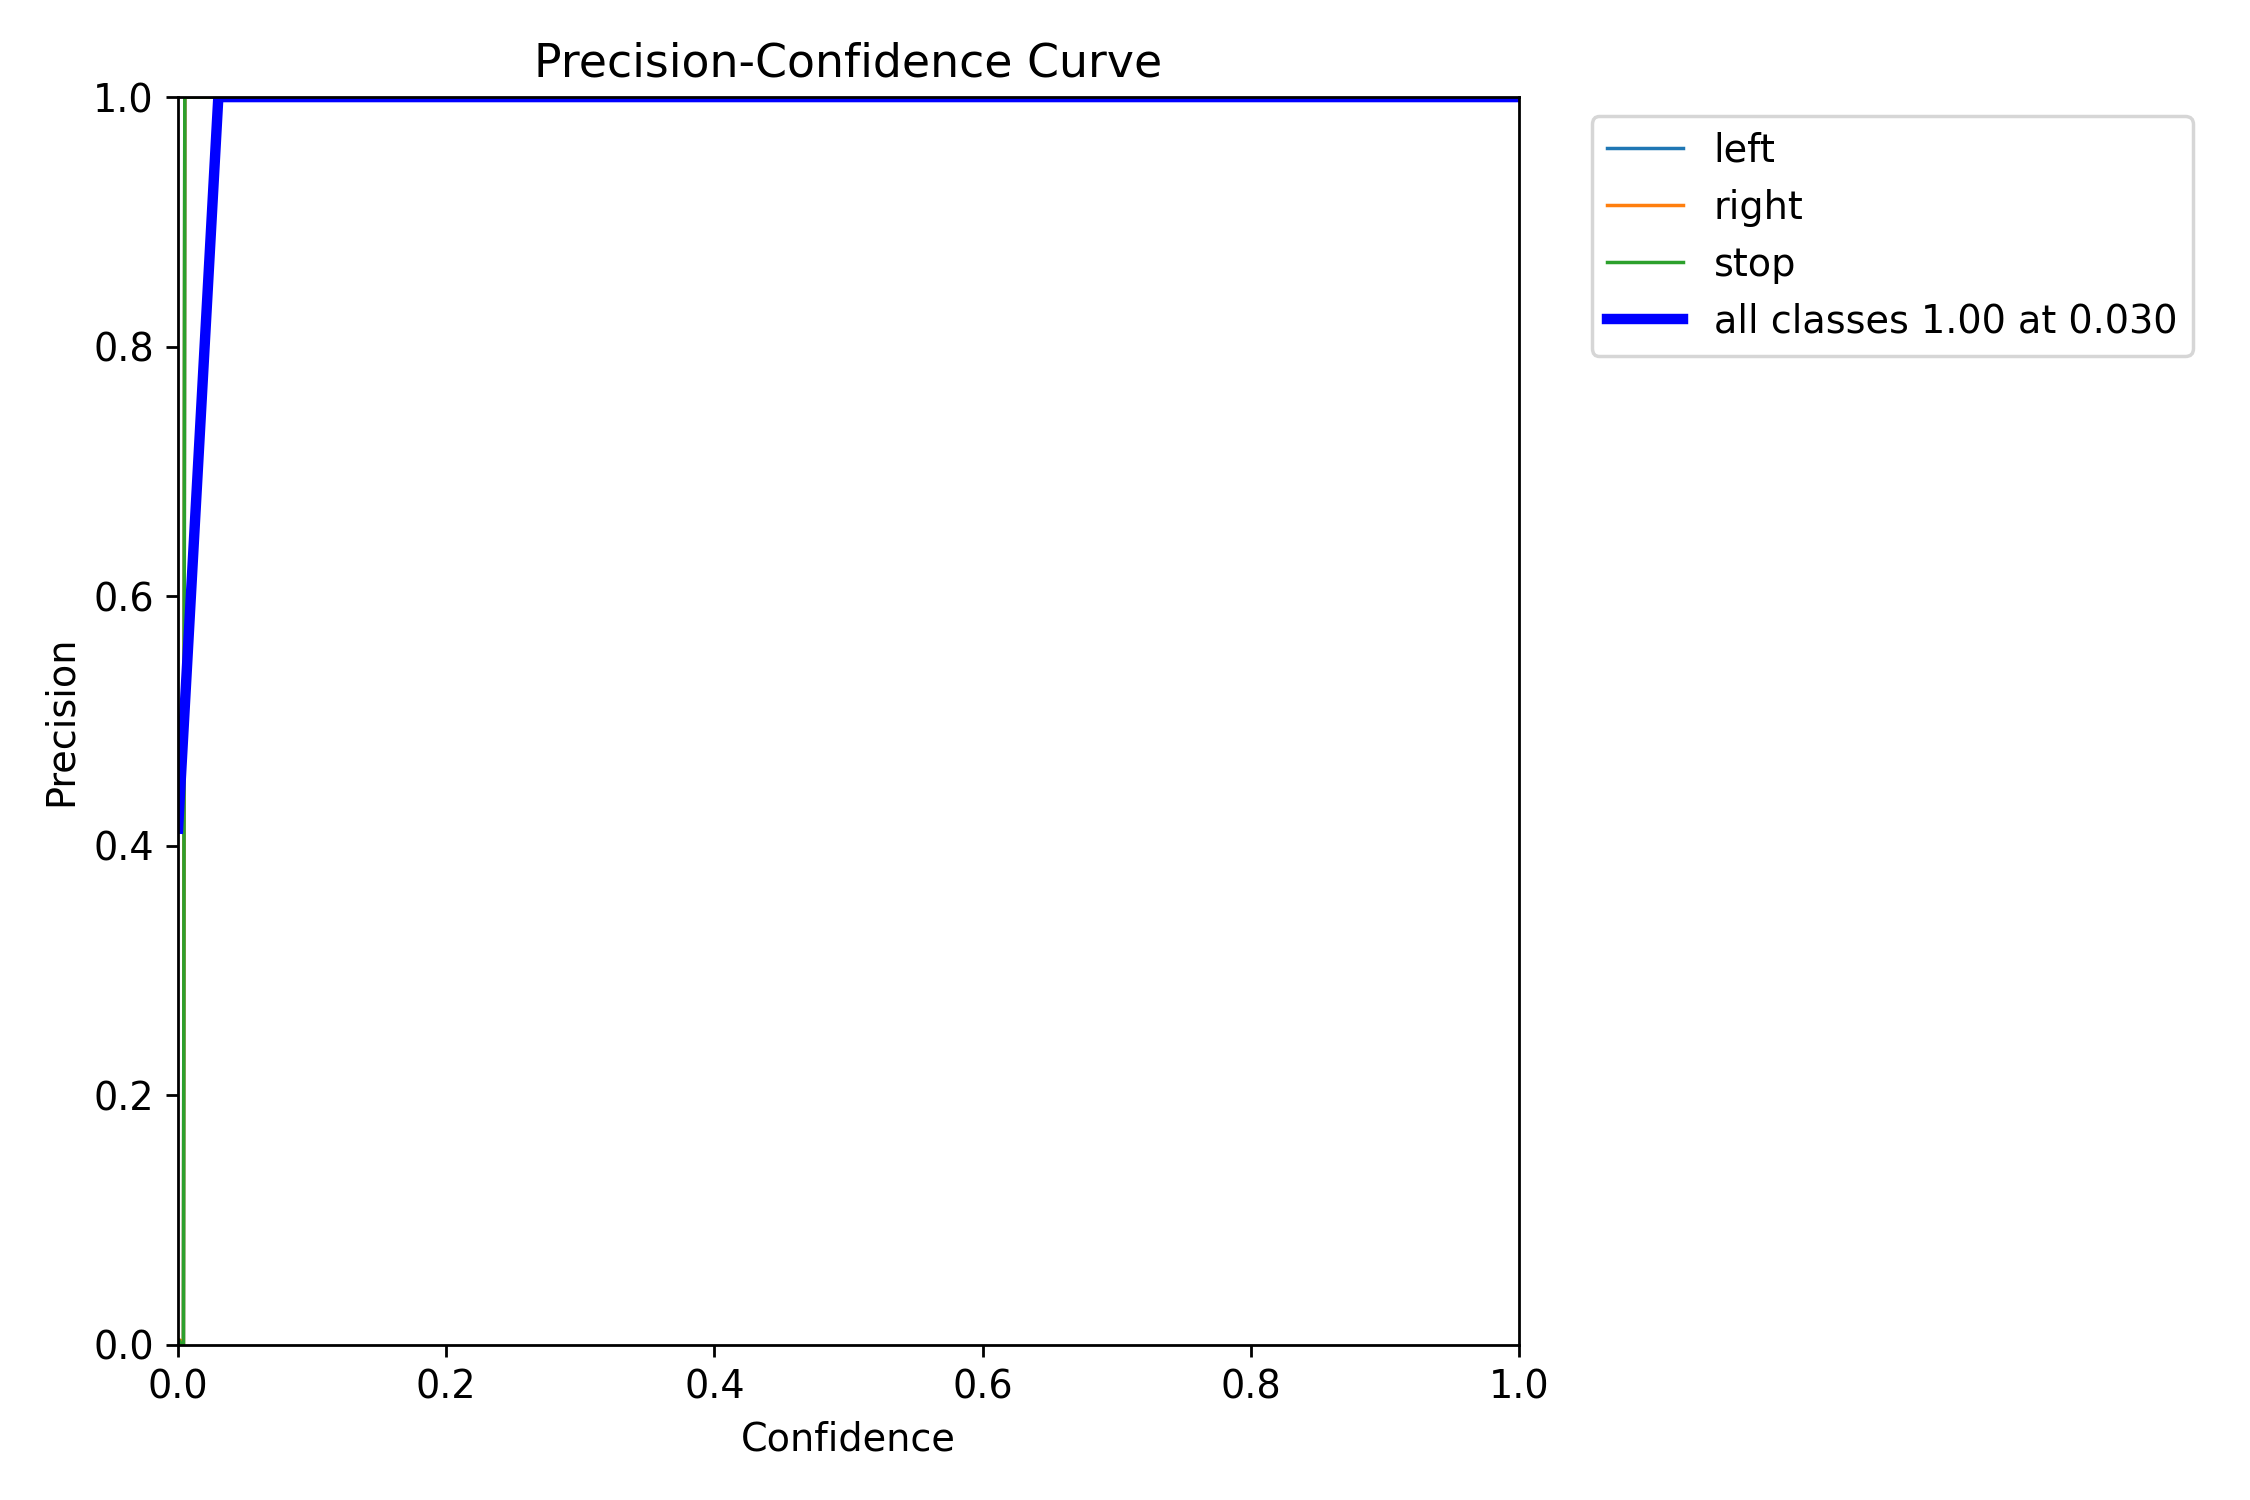 Precision-Confidence Curve
1.0
0.8
0.6
0.4
0.2
0.0
Precision
0.0 0.2 0.4 0.6 0.8 1.0
Confidence
left
right
stop
all classes 1.00 at 0.030